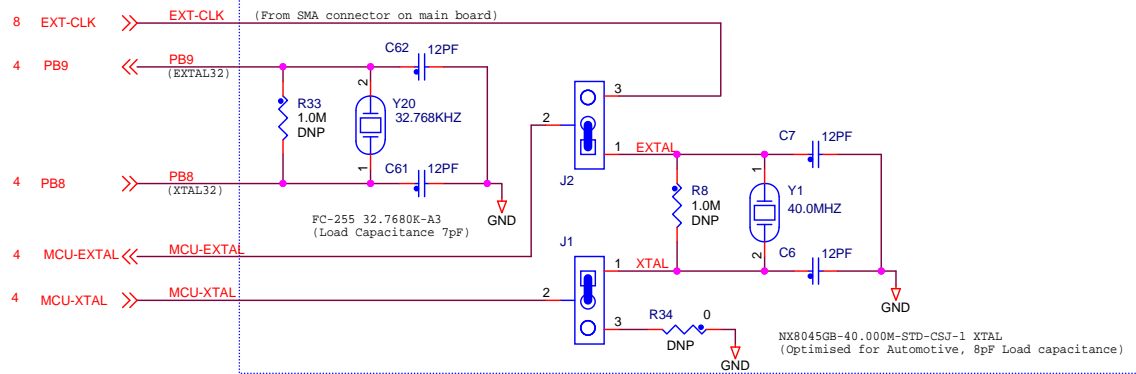 8 EXT-CLK EXT-CLK (From SMA connector on main board)
4 PB9 PB9
(EXTAL32)
C62 12PF
2
R33
1.0M
DNP
Y20
32.768KHZ
1
C61 12PF
4 PB8 PB8
(XTAL32)
GND
FC-255 32.7680K-A3
(Load Capacitance 7pF)
3
2
1 EXTAL
J2
C7 12PF
1
R8
1.0M
DNP
Y1
40.0MHZ
2
C6 12PF
GND
4 MCU-EXTAL MCU-EXTAL
J1
1 XTAL
4 MCU-XTAL MCU-XTAL
2
3
R34 0
DNP
GND
NX8045GB-40.000M-STD-CSJ-1 XTAL
(Optimised for Automotive, 8pF Load capacitance)